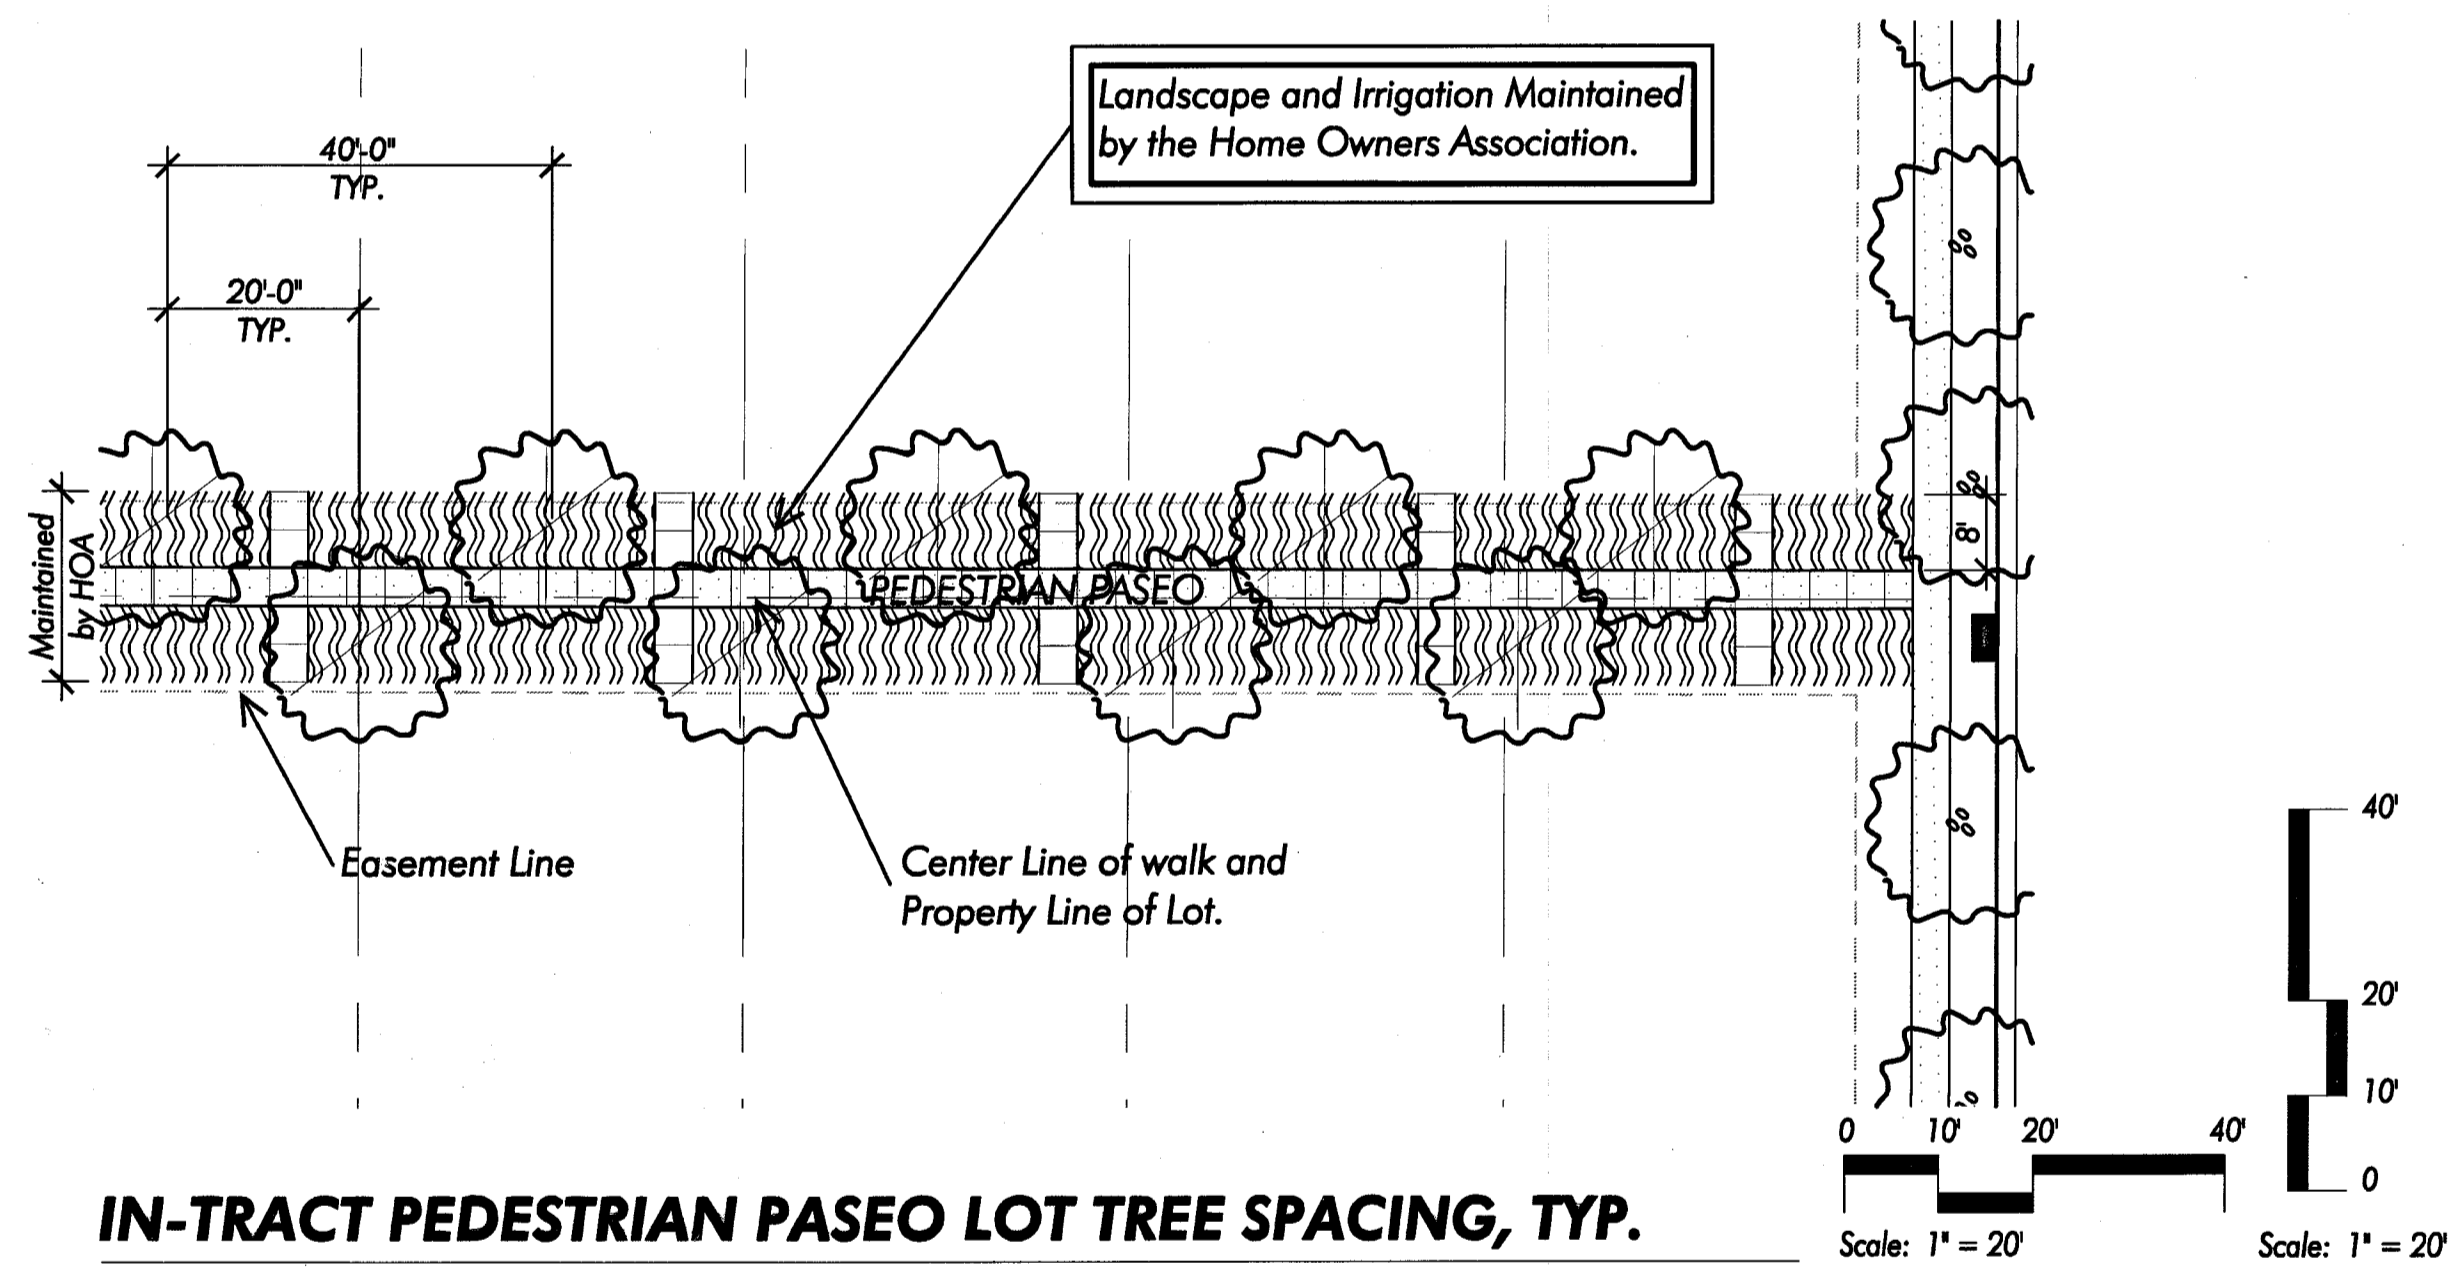 Landscape and Irrigation Maintained
by the Home Owners Association.
40'-0"
TYP.
20'-0"
TYP.
Maintained
by HOA
PEDESTRIAN PASEO
8'
Easement Line
Center Line of walk and
Property Line of Lot.
40'
20'
10'
0
0 10' 20' 40'
Scale: 1" = 20'
Scale: 1" = 20'
IN-TRACT PEDESTRIAN PASEO LOT TREE SPACING, TYP.